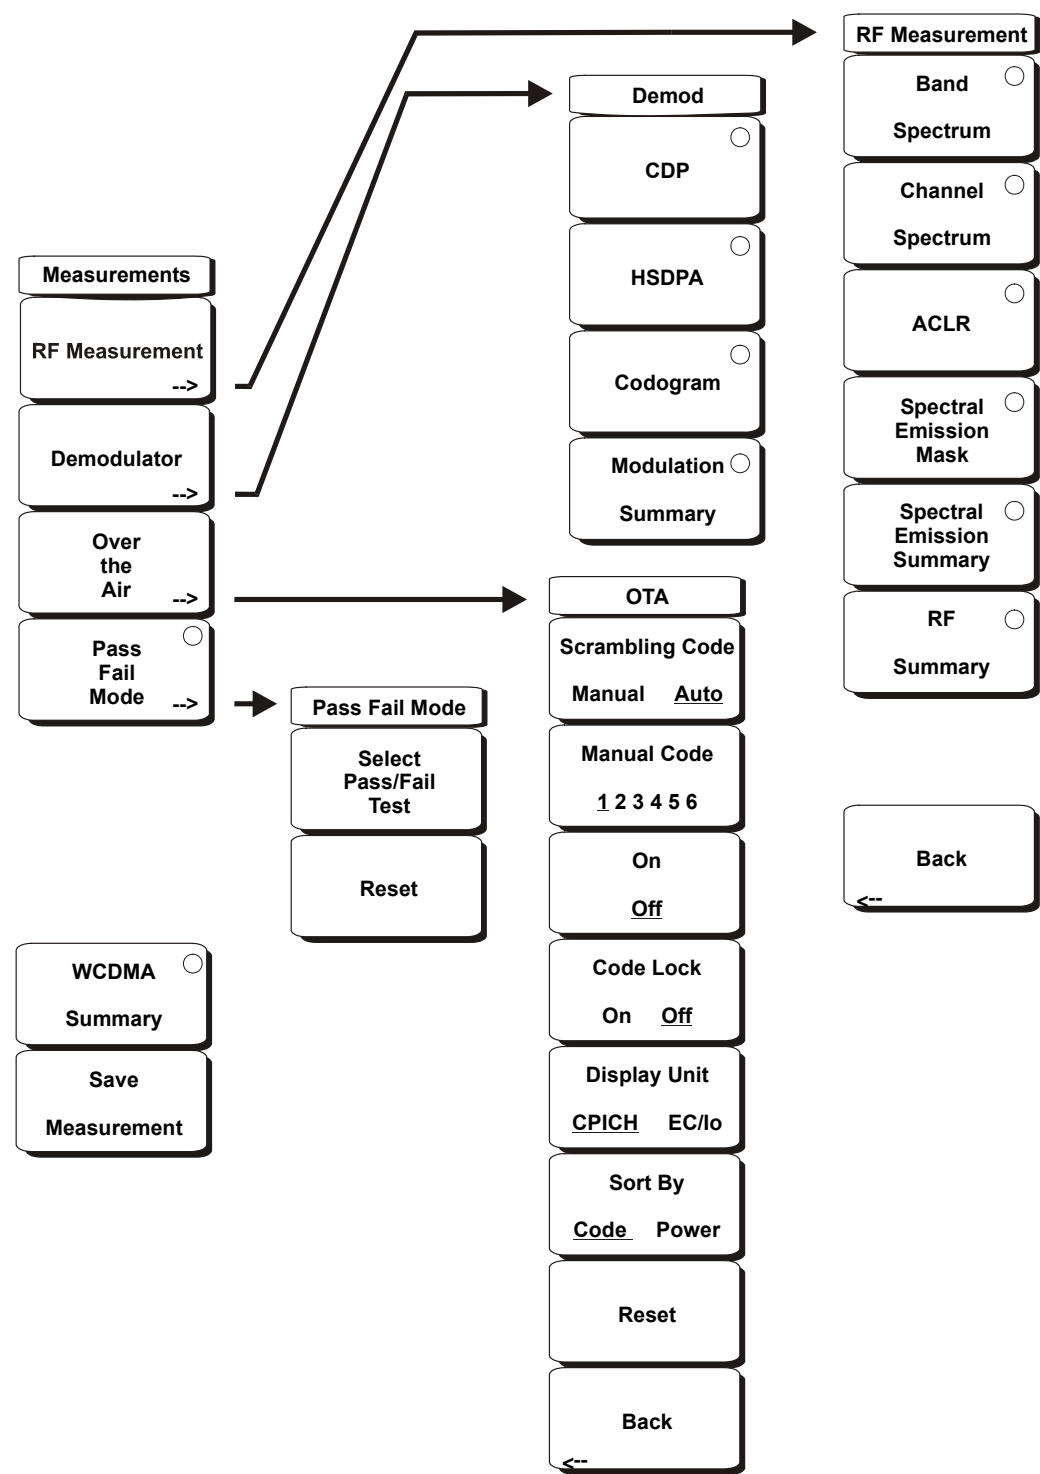 Measurements
RF Measurement
-->
Demodulator
-->
Over
the
Air
-->
Pass
Fail
Mode
-->
WCDMA
Summary
Save
Measurement
Pass Fail Mode
Select
Pass/Fail
Test
Reset
Demod
CDP
HSDPA
Codogram
Modulation
Summary
OTA
Scrambling Code
Manual Auto
Manual Code
1 2 3 4 5 6
On
Off
Code Lock
On Off
Display Unit
CPICH EC/Io
Sort By
Code Power
Reset
Back
<--
RF Measurement
Band
Spectrum
Channel
Spectrum
ACLR
Spectral
Emission
Mask
Spectral
Emission
Summary
RF
Summary
Back
<--